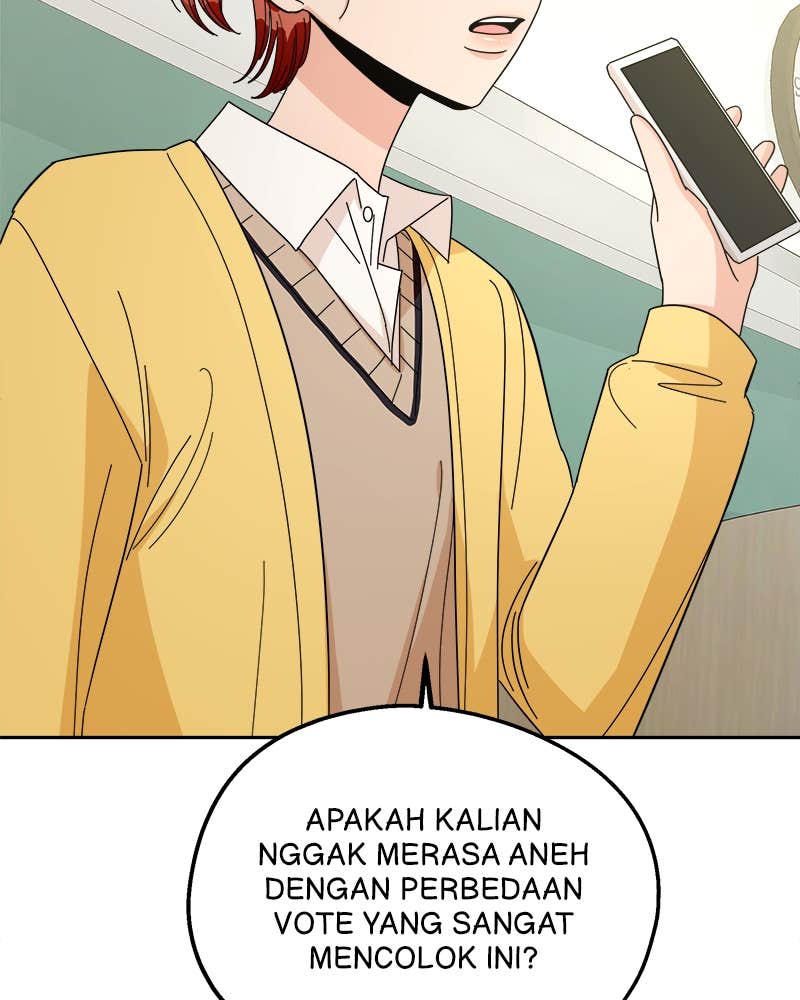 APAKAH KALIAN
NGGAK MERASA ANEH
DENGAN PERBEDAAN
VOTE YANG SANGAT
MENCOLOK INI?